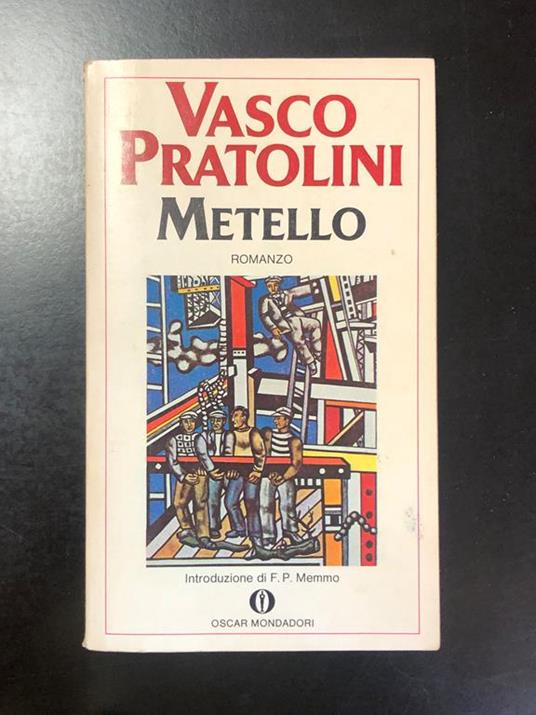 VASCO
PRATOLINI
METELLO
ROMANZO
Introduzione di F. P. Memmo
OSCAR MONDADORI